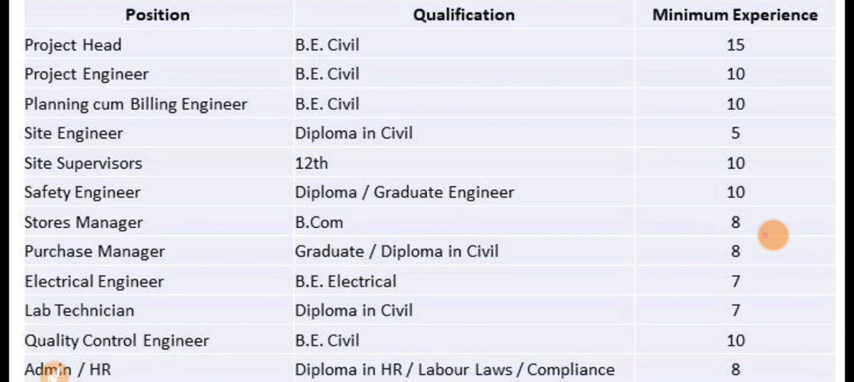 Position Qualification Minimum Experience
Project Head B.E. Civil 15
Project Engineer B.E. Civil 10
Planning cum Billing Engineer B.E. Civil 10
Site Engineer Diploma in Civil 5
Site Supervisors 12th 10
Safety Engineer Diploma / Graduate Engineer 10
Stores Manager B.Com 8
Purchase Manager Graduate / Diploma in Civil 8
Electrical Engineer B.E. Electrical 7
Lab Technician Diploma in Civil 7
Quality Control Engineer B.E. Civil 10
Admin / HR Diploma in HR / Labour Laws / Compliance 8